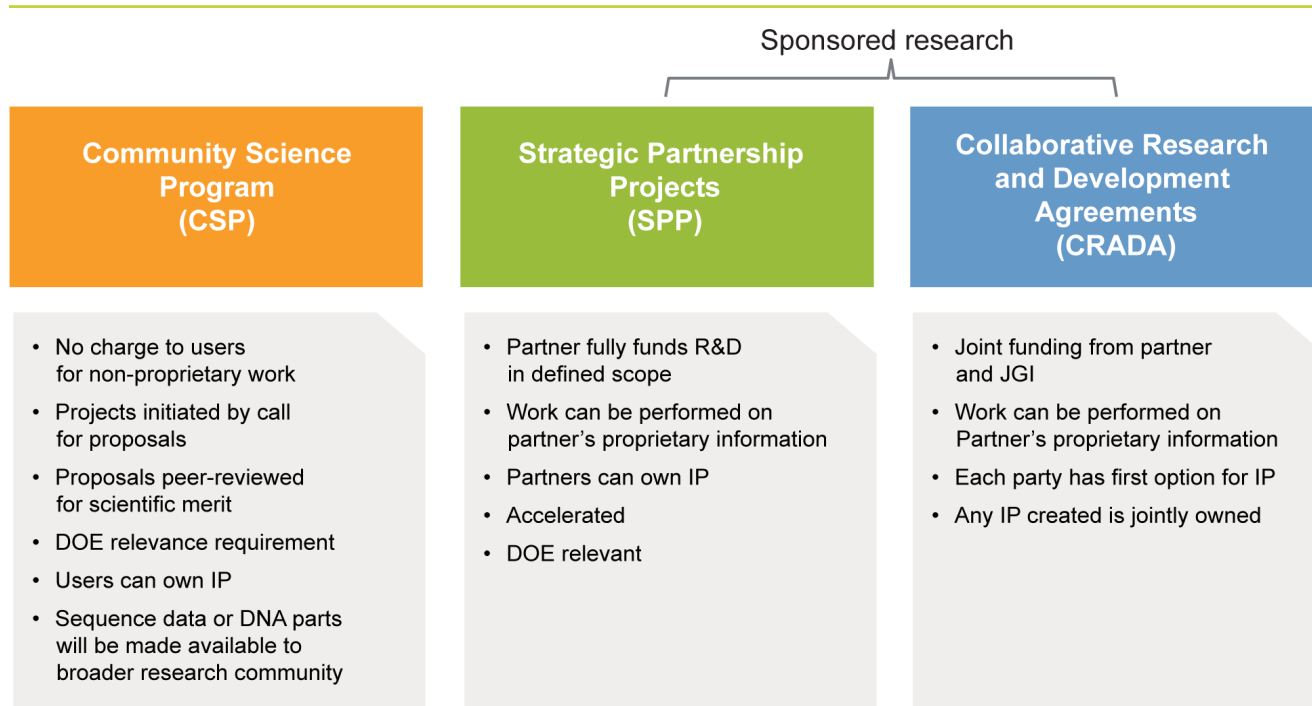 Sponsored research
Community Science
Program
(CSP)
• No charge to users
for non-proprietary work
• Projects initiated by call
for proposals
• Proposals peer-reviewed
for scientific merit
• DOE relevance requirement
• Users can own IP
• Sequence data or DNA parts
will be made available to
broader research community
Strategic Partnership
Projects
(SPP)
• Partner fully funds R&D
in defined scope
• Work can be performed on
partner’s proprietary information
• Partners can own IP
• Accelerated
• DOE relevant
Collaborative Research
and Development
Agreements
(CRADA)
• Joint funding from partner
and JGI
• Work can be performed on
Partner’s proprietary information
• Each party has first option for IP
• Any IP created is jointly owned